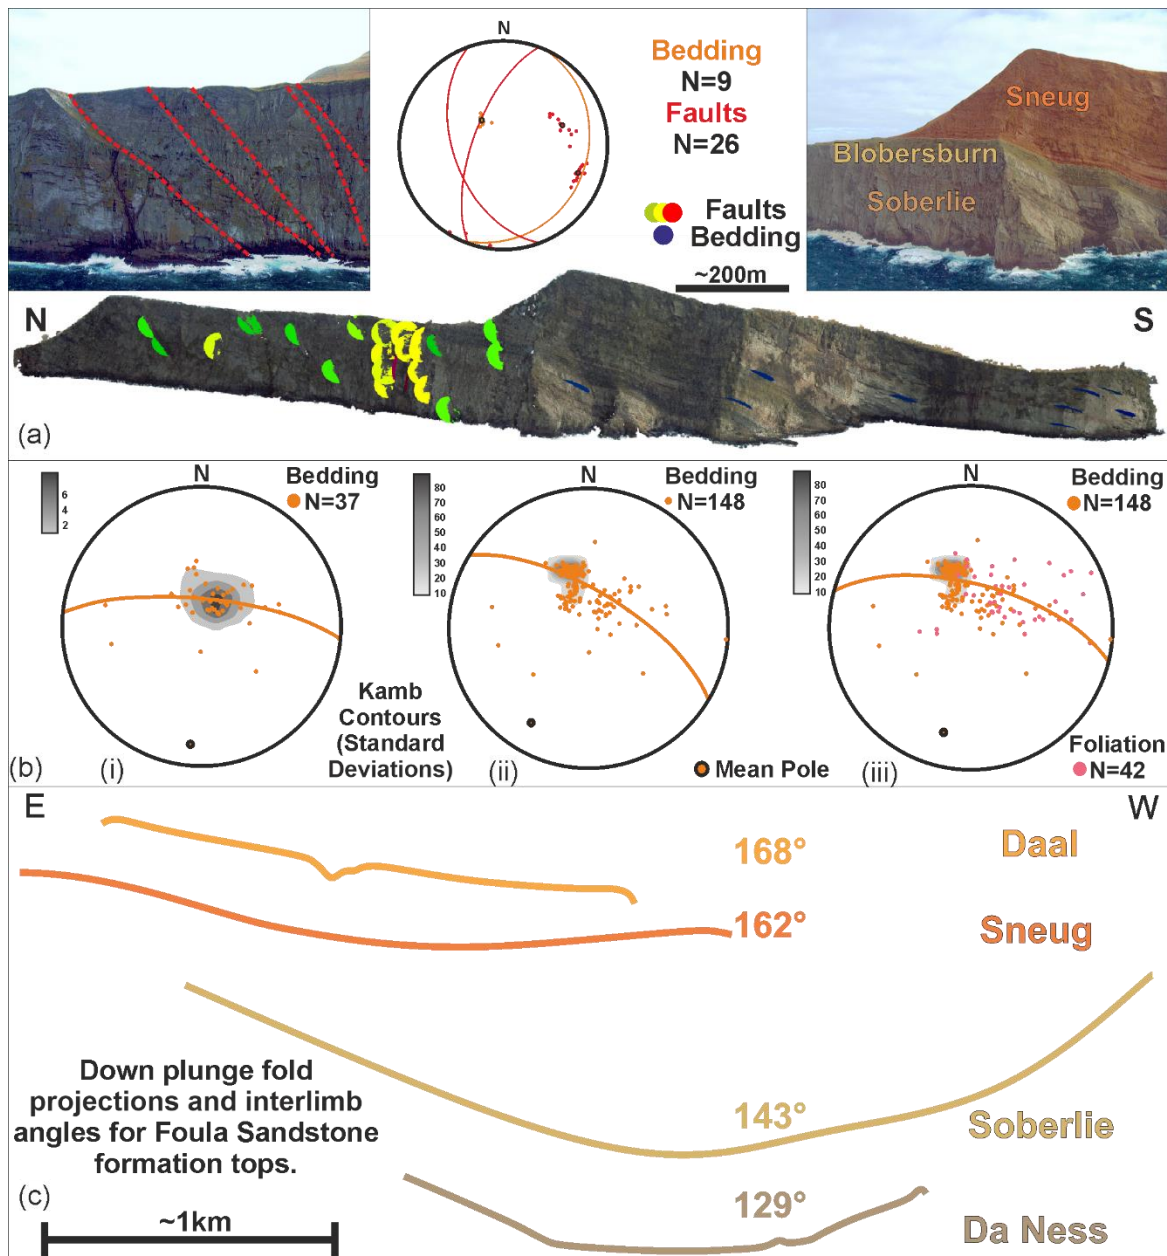 N
Bedding
N=9
Faults
N=26
Faults
Bedding
~200m
Sneug
Blobersburn
Soberlie
N
S
(a)
N
Bedding
N=37
6
4
2
N
Bedding
N=148
90
80
70
60
50
40
30
20
10
N
Bedding
N=148
90
80
70
60
50
40
30
20
10
Kamb
Contours
(Standard
Deviations)
Mean Pole
Foliation
N=42
(b)
(i)
(ii)
(iii)
E
W
168°
Daal
162°
Sneug
143°
Soberlie
129°
Da Ness
Down plunge fold
projections and interlimb
angles for Foula Sandstone
formation tops.
(c)
~1km